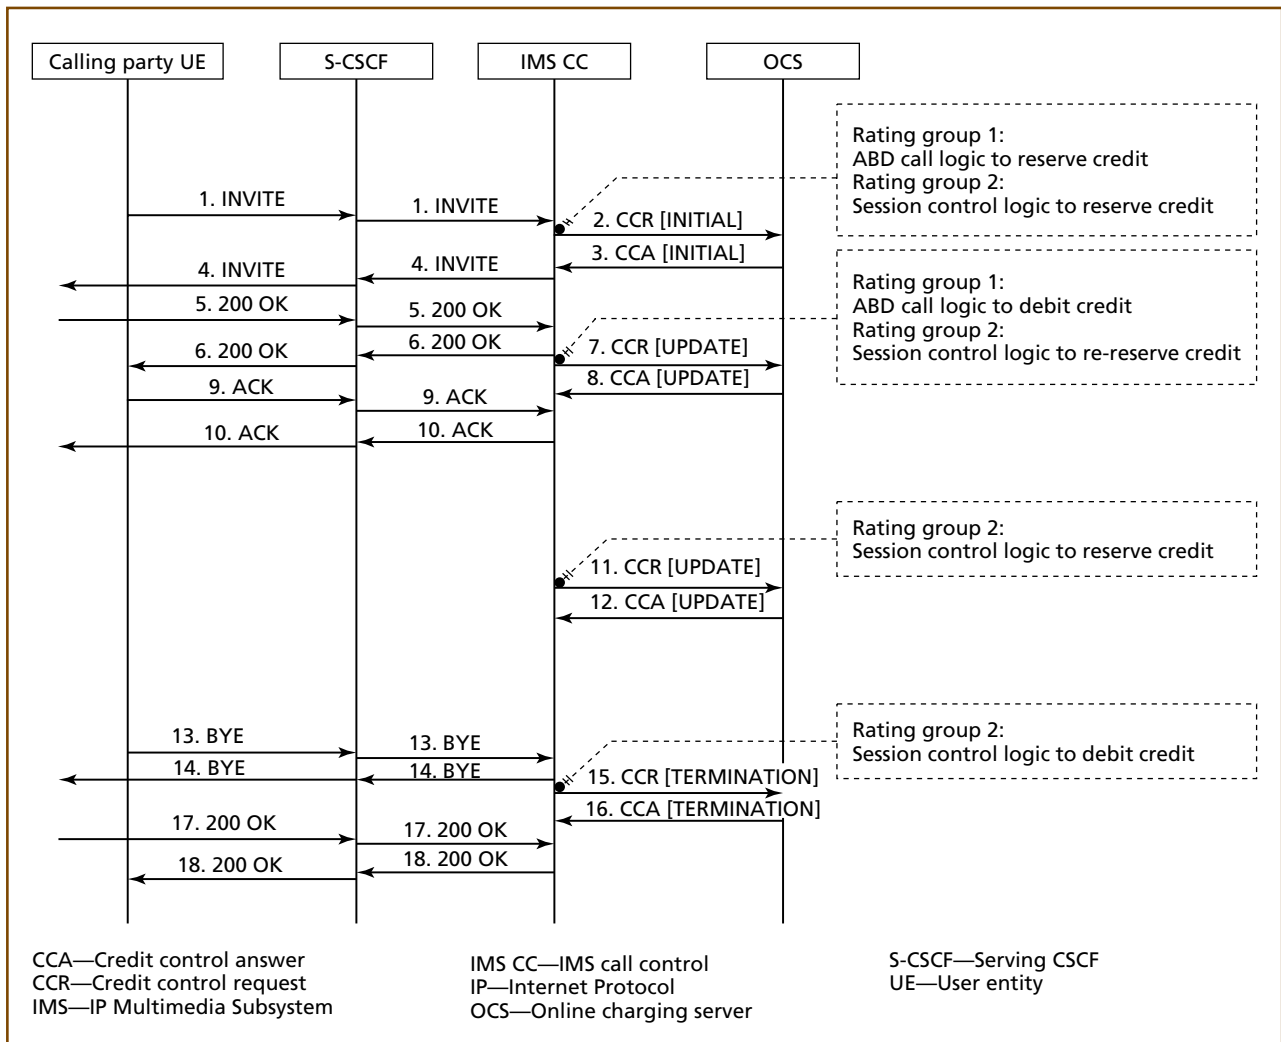 Calling party UE
S-CSCF
IMS CC
OCS
Rating group 1:
ABD call logic to reserve credit
Rating group 2:
Session control logic to reserve credit
1. INVITE
1. INVITE
2. CCR [INITIAL]
3. CCA [INITIAL]
4. INVITE
4. INVITE
Rating group 1:
ABD call logic to debit credit
Rating group 2:
Session control logic to re-reserve credit
5. 200 OK
5. 200 OK
6. 200 OK
6. 200 OK
7. CCR [UPDATE]
8. CCA [UPDATE]
9. ACK
9. ACK
10. ACK
10. ACK
Rating group 2:
Session control logic to reserve credit
11. CCR [UPDATE]
12. CCA [UPDATE]
Rating group 2:
Session control logic to debit credit
13. BYE
13. BYE
14. BYE
14. BYE
15. CCR [TERMINATION]
16. CCA [TERMINATION]
17. 200 OK
17. 200 OK
18. 200 OK
18. 200 OK
CCA—Credit control answer
CCR—Credit control request
IMS—IP Multimedia Subsystem
IMS CC—IMS call control
IP—Internet Protocol
OCS—Online charging server
S-CSCF—Serving CSCF
UE—User entity